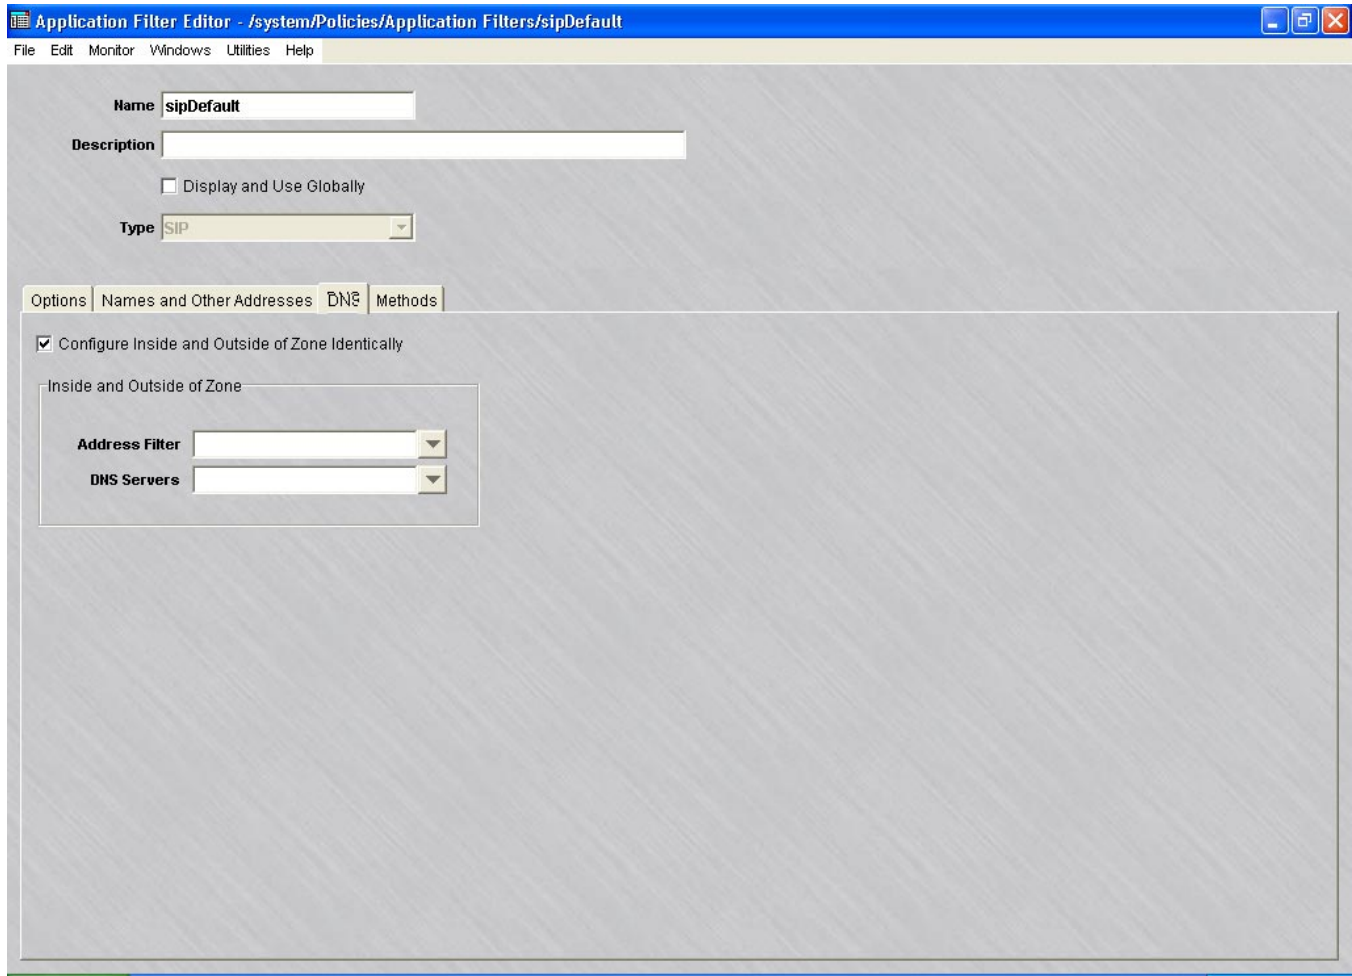 Application Filter Editor - /system/Policies/Application Filters/sipDefault
File Edit Monitor Windows Utilities Help
Name sipDefault
Description
Display and Use Globally
Type SIP
Options Names and Other Addresses DNS Methods
Configure Inside and Outside of Zone Identically
Inside and Outside of Zone
Address Filter
DNS Servers